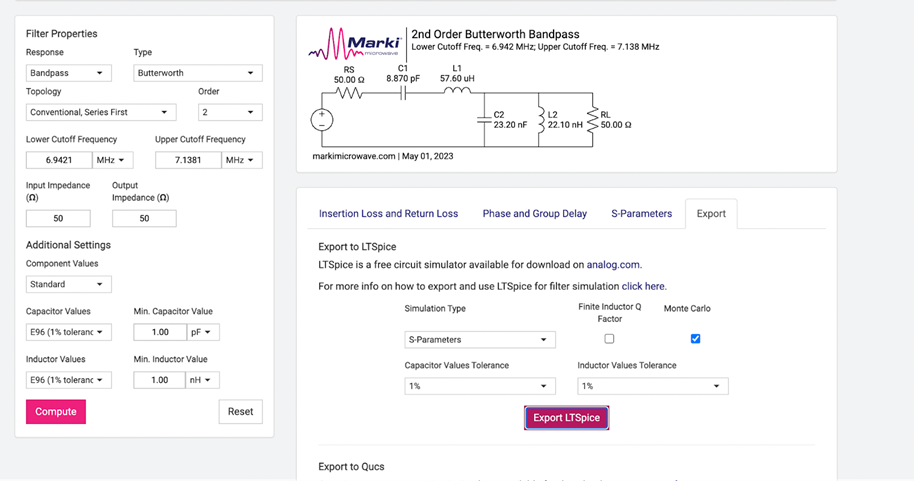 Filter Properties
Response
Type
Bandpass
Butterworth
Topology
Order
Conventional, Series First
2
Lower Cutoff Frequency
Upper Cutoff Frequency
6.9421
MHz
7.1381
MHz
Input Impedance
(Ω)
Output
Impedance (Ω)
50
50
Additional Settings
Component Values
Standard
Capacitor Values
Min. Capacitor Value
E96 (1% toleranc
1.00
pF
Inductor Values
Min. Inductor Value
E96 (1% toleranc
1.00
nH
Compute
Reset
Marki
microwave
2nd Order Butterworth Bandpass
Lower Cutoff Freq. = 6.942 MHz; Upper Cutoff Freq. = 7.138 MHz
RS
50.00 Ω
C1
8.870 pF
L1
57.60 uH
C2
23.20 nF
L2
22.10 nH
RL
50.00 Ω
markimicrowave.com | May 01, 2023
Insertion Loss and Return Loss
Phase and Group Delay
S-Parameters
Export
Export to LTSpice
LTSpice is a free circuit simulator available for download on analog.com.
For more info on how to export and use LTSpice for filter simulation click here.
Simulation Type
Finite Inductor Q
Factor
Monte Carlo
S-Parameters
Capacitor Values Tolerance
Inductor Values Tolerance
1%
1%
Export LTSpice
Export to Qucs